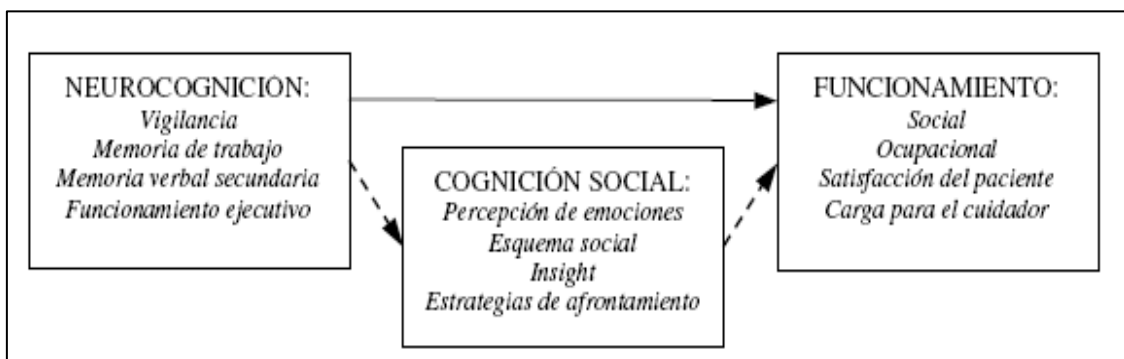 NEUROCOGNICIÓN:
Vigilancia
Memoria de trabajo
Memoria verbal secundaria
Funcionamiento ejecutivo
COGNICIÓN SOCIAL:
Percepción de emociones
Esquema social
Insight
Estrategias de afrontamiento
FUNCIONAMIENTO:
Social
Ocupacional
Satisfacción del paciente
Carga para el cuidador